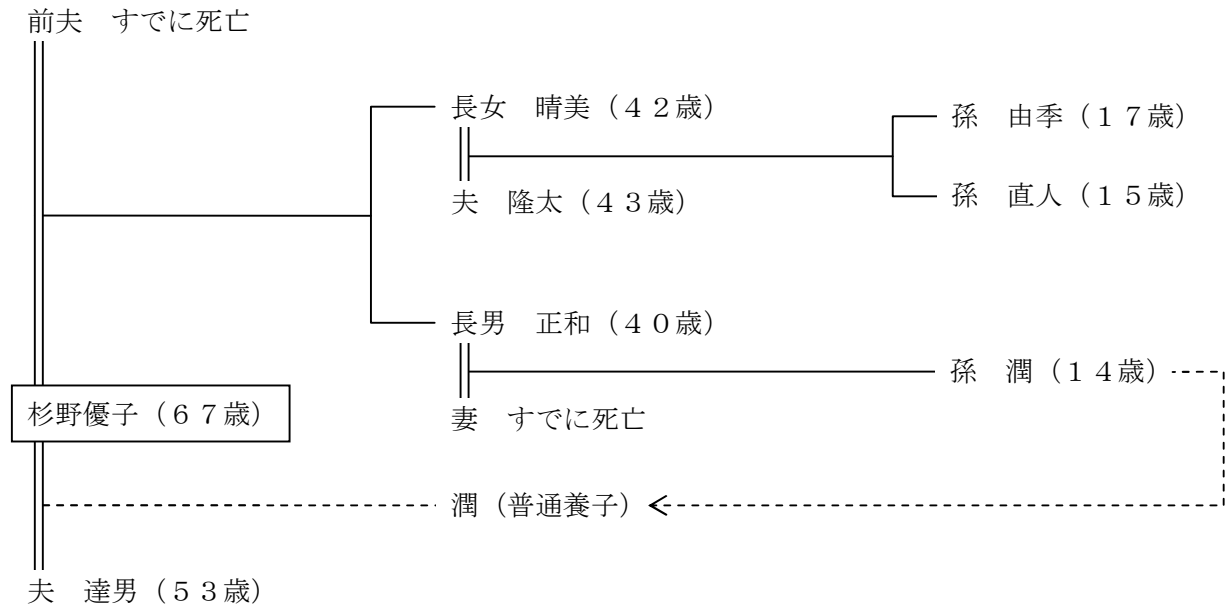 前夫　すでに死亡
長女　晴美（４２歳）
孫　由季（１７歳）
夫　隆太（４３歳）
孫　直人（１５歳）
長男　正和（４０歳）
孫　潤（１４歳）
杉野優子（６７歳）
妻　すでに死亡
潤（普通養子）
夫　達男（５３歳）